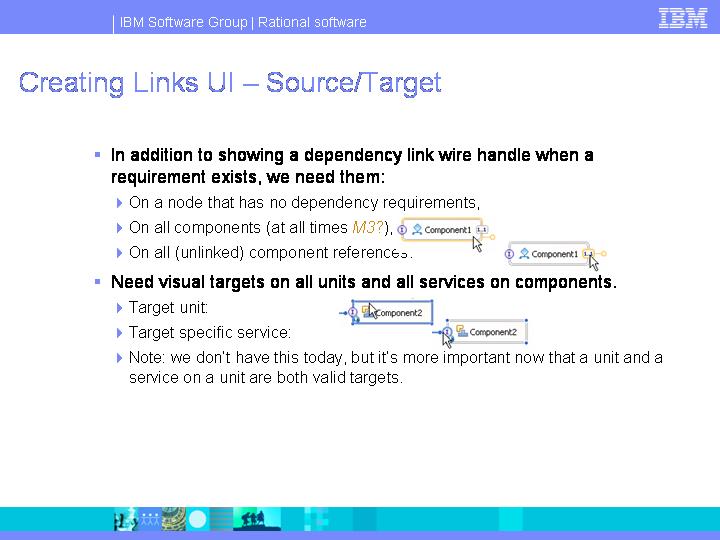 IBM Software Group | Rational software
IBM
Creating Links UI – Source/Target
In addition to showing a dependency link wire handle when a
requirement exists, we need them:
On a node that has no dependency requirements,
On all components (at all times M3?),
Component1 1..1
On all (unlinked) component references.
Component1 1..1
Need visual targets on all units and all services on components.
Target unit:
Component2
Target specific service:
Component2
Note: we don't have this today, but it's more important now that a unit and a
service on a unit are both valid targets.